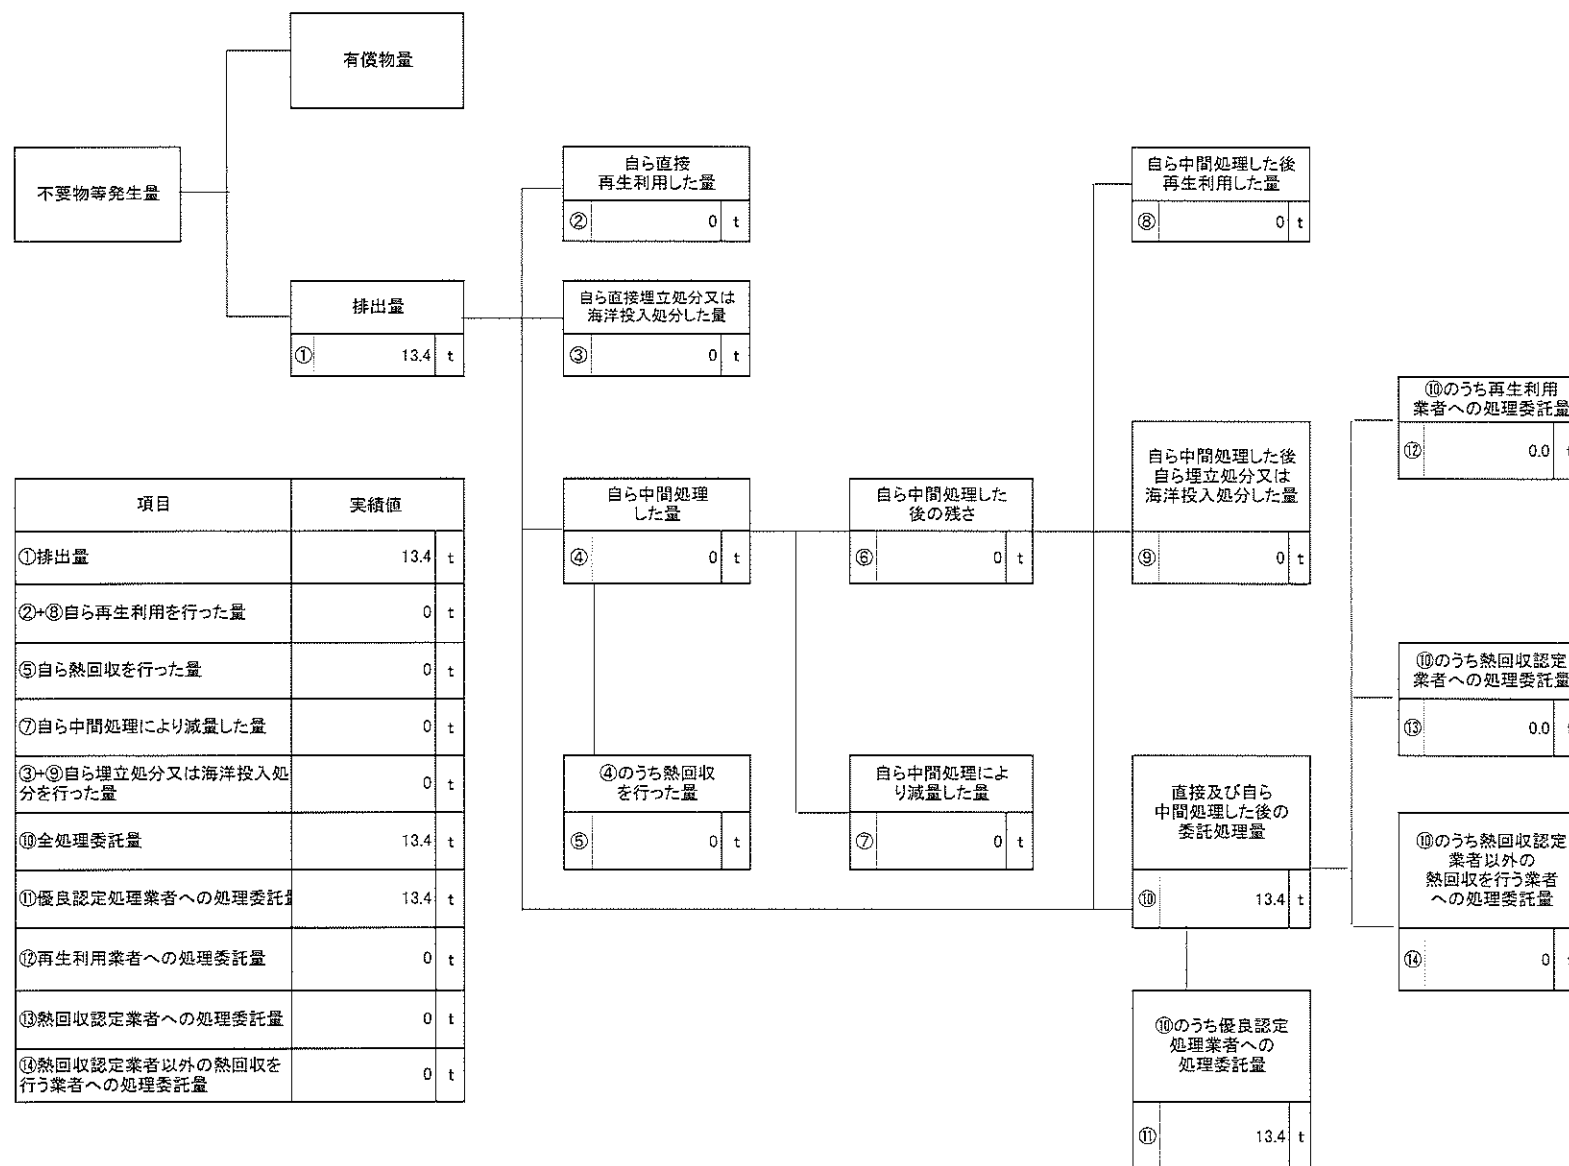 有償物量
不要物等発生量
排出量
① 13.4 t
自ら直接
再生利用した量
② 0 t
自ら直接埋立処分又は
海洋投入処分した量
③ 0 t
自ら中間処理
した量
④ 0 t
④のうち熱回収
を行った量
⑤ 0 t
自ら中間処理した
後の残さ
⑥ 0 t
自ら中間処理によ
り減量した量
⑦ 0 t
自ら中間処理した後
再生利用した量
⑧ 0 t
自ら中間処理した後
自ら埋立処分又は
海洋投入処分した量
⑨ 0 t
直接及び自ら
中間処理した後の
委託処理量
⑩ 13.4 t
⑩のうち優良認定
処理業者への
処理委託量
⑪ 13.4 t
⑩のうち再生利用
業者への処理委託量
⑫ 0.0
⑩のうち熱回収認定
業者への処理委託量
⑬ 0.0
⑩のうち熱回収認定
業者以外の
熱回収を行う業者
への処理委託量
⑭ 0
項目 実績値
①排出量 13.4 t
②+⑧自ら再生利用を行った量 0 t
⑤自ら熱回収を行った量 0 t
⑦自ら中間処理により減量した量 0 t
③+⑨自ら埋立処分又は海洋投入処
分を行った量 0 t
⑩全処理委託量 13.4 t
⑪優良認定処理業者への処理委託 13.4 t
⑫再生利用業者への処理委託量 0 t
⑬熱回収認定業者への処理委託量 0 t
⑭熱回収認定業者以外の熱回収を
行う業者への処理委託量 0 t